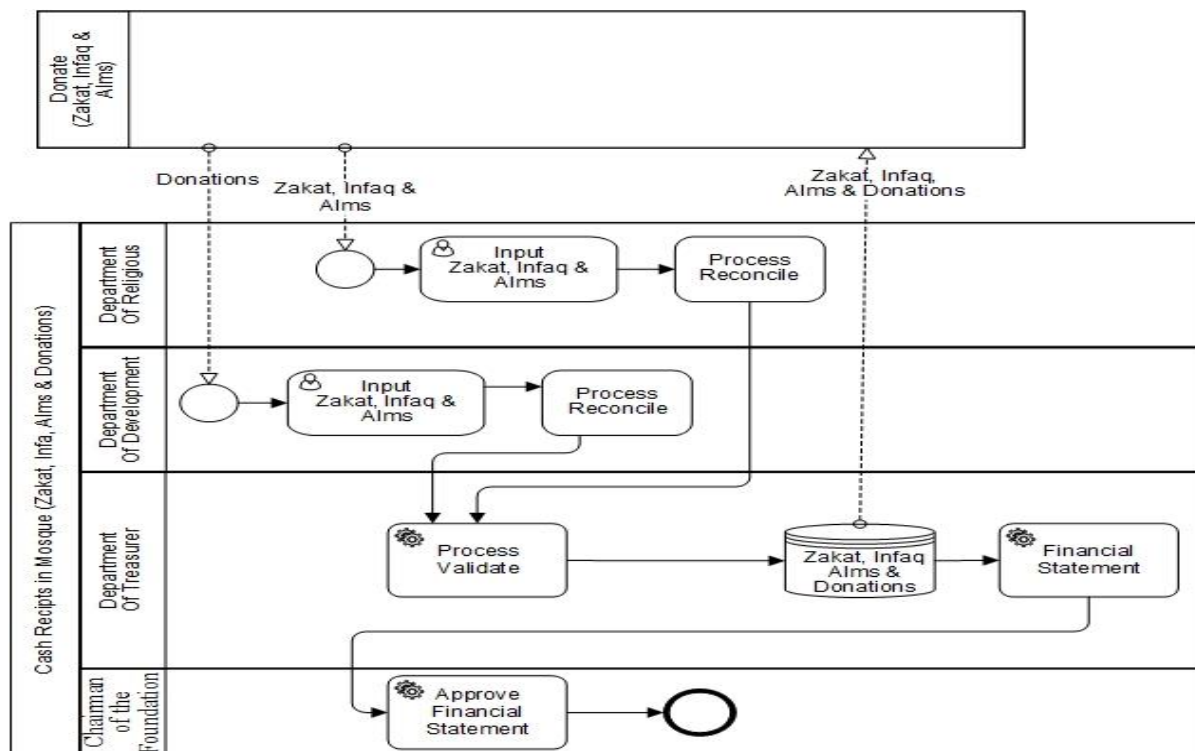 Donate
(Zakat, Infaq &
Alms)
Donations
Zakat, Infaq &
Alms
Zakat, Infaq,
Alms & Donations
Cash Recipts in Mosque (Zakat, Infa, Alms & Donations)
Department
Of Religious
Input
Zakat, Infaq &
Alms
Process
Reconcile
Department
Of Development
Input
Zakat, Infaq &
Alms
Process
Reconcile
Department
Of Treasurer
Process
Validate
Zakat, Infaq
Alms &
Donations
Financial
Statement
Chairman
of the
Foundation
Approve
Financial
Statement